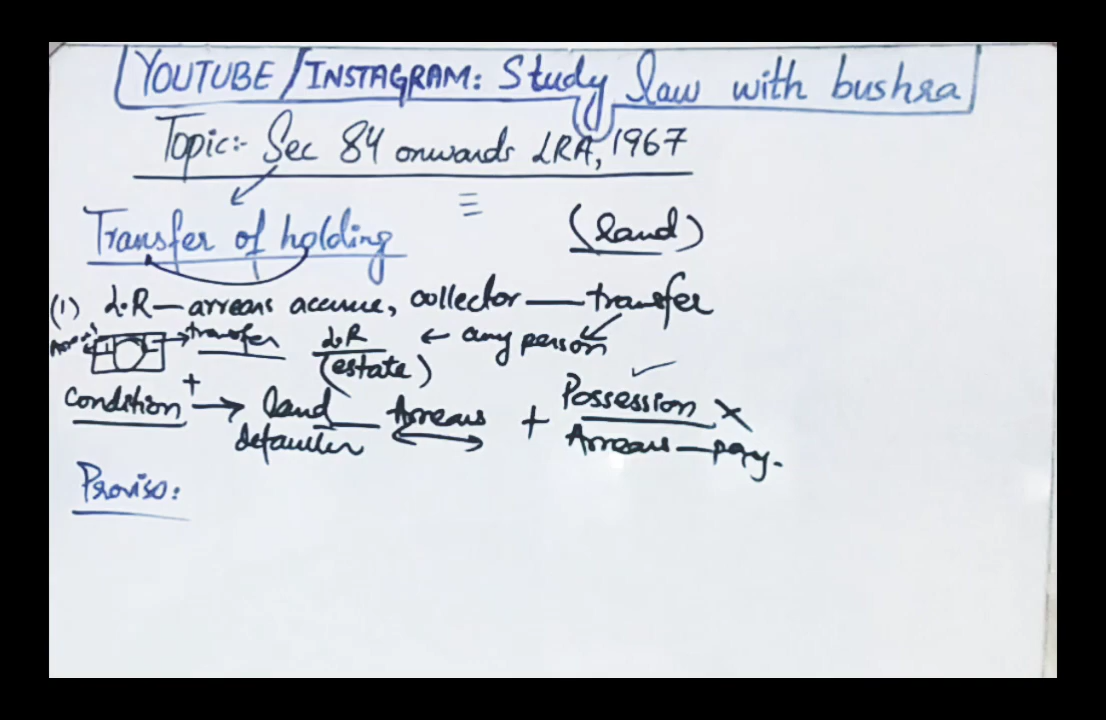 YOUTUBE/INSTAGRAM: Study law with bushra
Topic:- Sec 84 onwards LRA, 1967
Transfer of holding (land)
(1) L.R — arrears accrue, collector — transfer
transfer L.R ← any person
(estate)
Condition + → land Arrears + Possession ×
defaulter Arrears — pay.
Proviso: